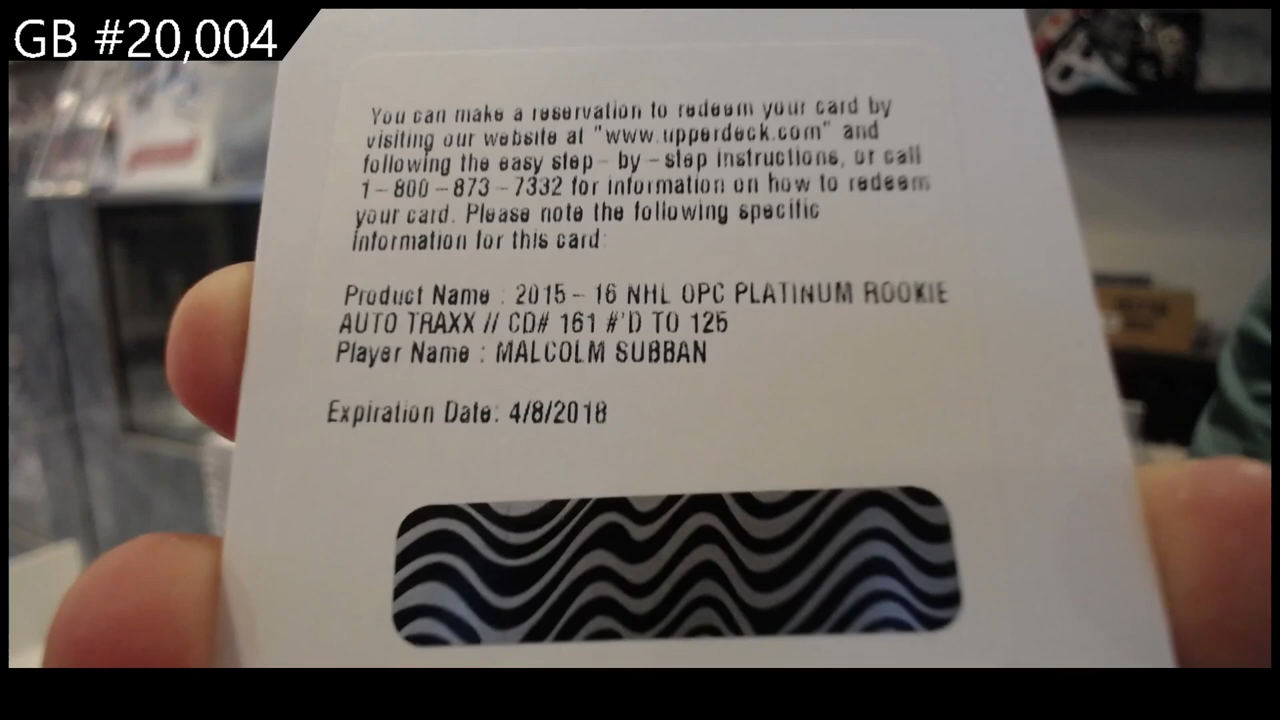 GB #20,004
You can make a reservation to redeem your card by
visiting our website at "www.upperdeck.com" and
following the easy step-by-step instructions, or call
1-800-873-7332 for information on how to redeem
your card. Please note the following specific
information for this card:
Product Name : 2015-16 NHL OPC PLATINUM ROOKIE
AUTO TRAXX // CD# 161 #'D TO 125
Player Name : MALCOLM SUBBAN
Expiration Date: 4/8/2018